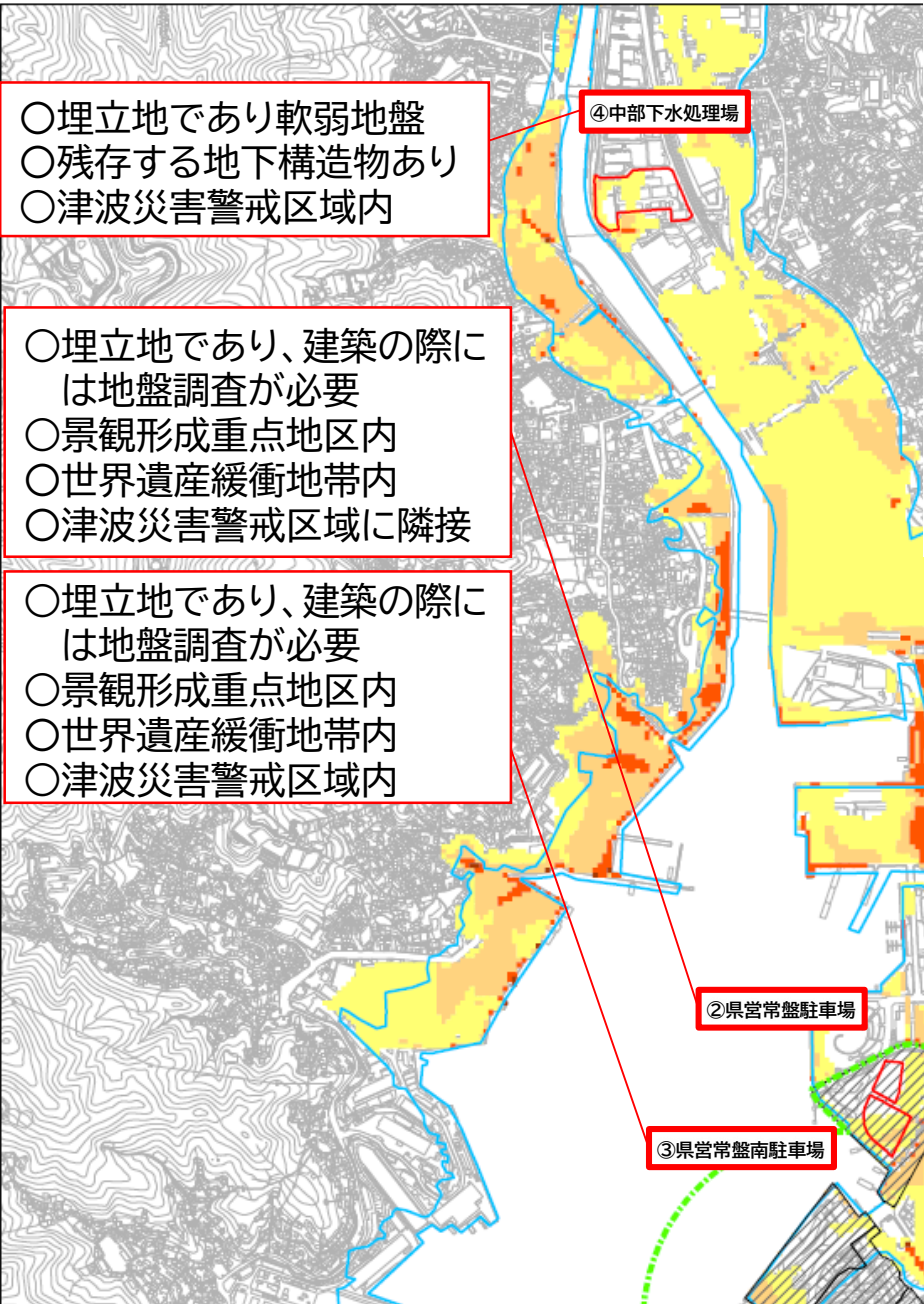 ○埋立地であり軟弱地盤
○残存する地下構造物あり
○津波災害警戒区域内
④中部下水処理場
○埋立地であり、建築の際に
は地盤調査が必要
○景観形成重点地区内
○世界遺産緩衝地帯内
○津波災害警戒区域に隣接
○埋立地であり、建築の際に
は地盤調査が必要
○景観形成重点地区内
○世界遺産緩衝地帯内
○津波災害警戒区域内
②県営常盤駐車場
③県営常盤南駐車場